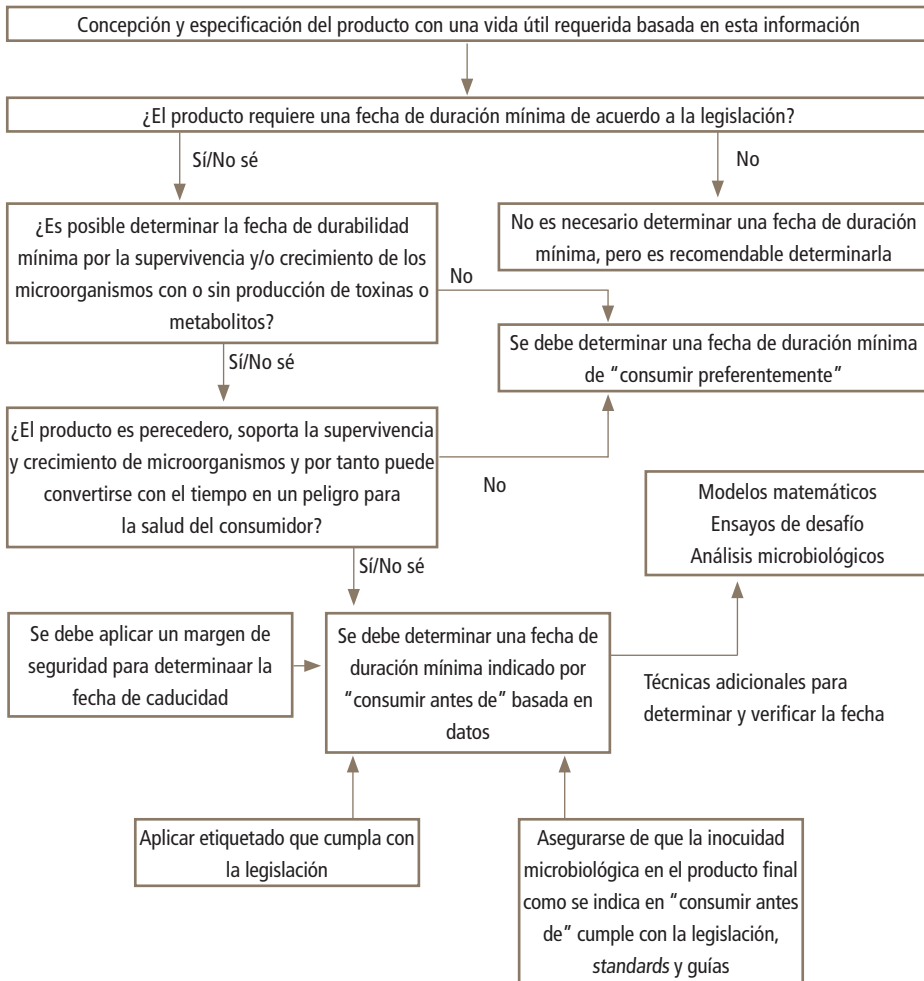 Concepción y especificación del producto con una vida útil requerida basada en esta información
¿El producto requiere una fecha de duración mínima de acuerdo a la legislación?
Sí/No sé
No
¿Es posible determinar la fecha de durabilidad
mínima por la supervivencia y/o crecimiento de los
microorganismos con o sin producción de toxinas o
metabolitos?
No es necesario determinar una fecha de duración
mínima, pero es recomendable determinarla
No
Se debe determinar una fecha de duración mínima
de “consumir preferentemente”
Sí/No sé
¿El producto es perecedero, soporta la supervivencia
y crecimiento de microorganismos y por tanto puede
convertirse con el tiempo en un peligro para
la salud del consumidor?
No
Modelos matemáticos
Ensayos de desafío
Análisis microbiológicos
Sí/No sé
Se debe aplicar un margen de
seguridad para determinaar la
fecha de caducidad
Se debe determinar una fecha de
duración mínima indicado por
“consumir antes de” basada en
datos
Técnicas adicionales para
determinar y verificar la fecha
Aplicar etiquetado que cumpla con
la legislación
Asegurarse de que la inocuidad
microbiológica en el producto final
como se indica en “consumir antes
de” cumple con la legislación,
standards y guías